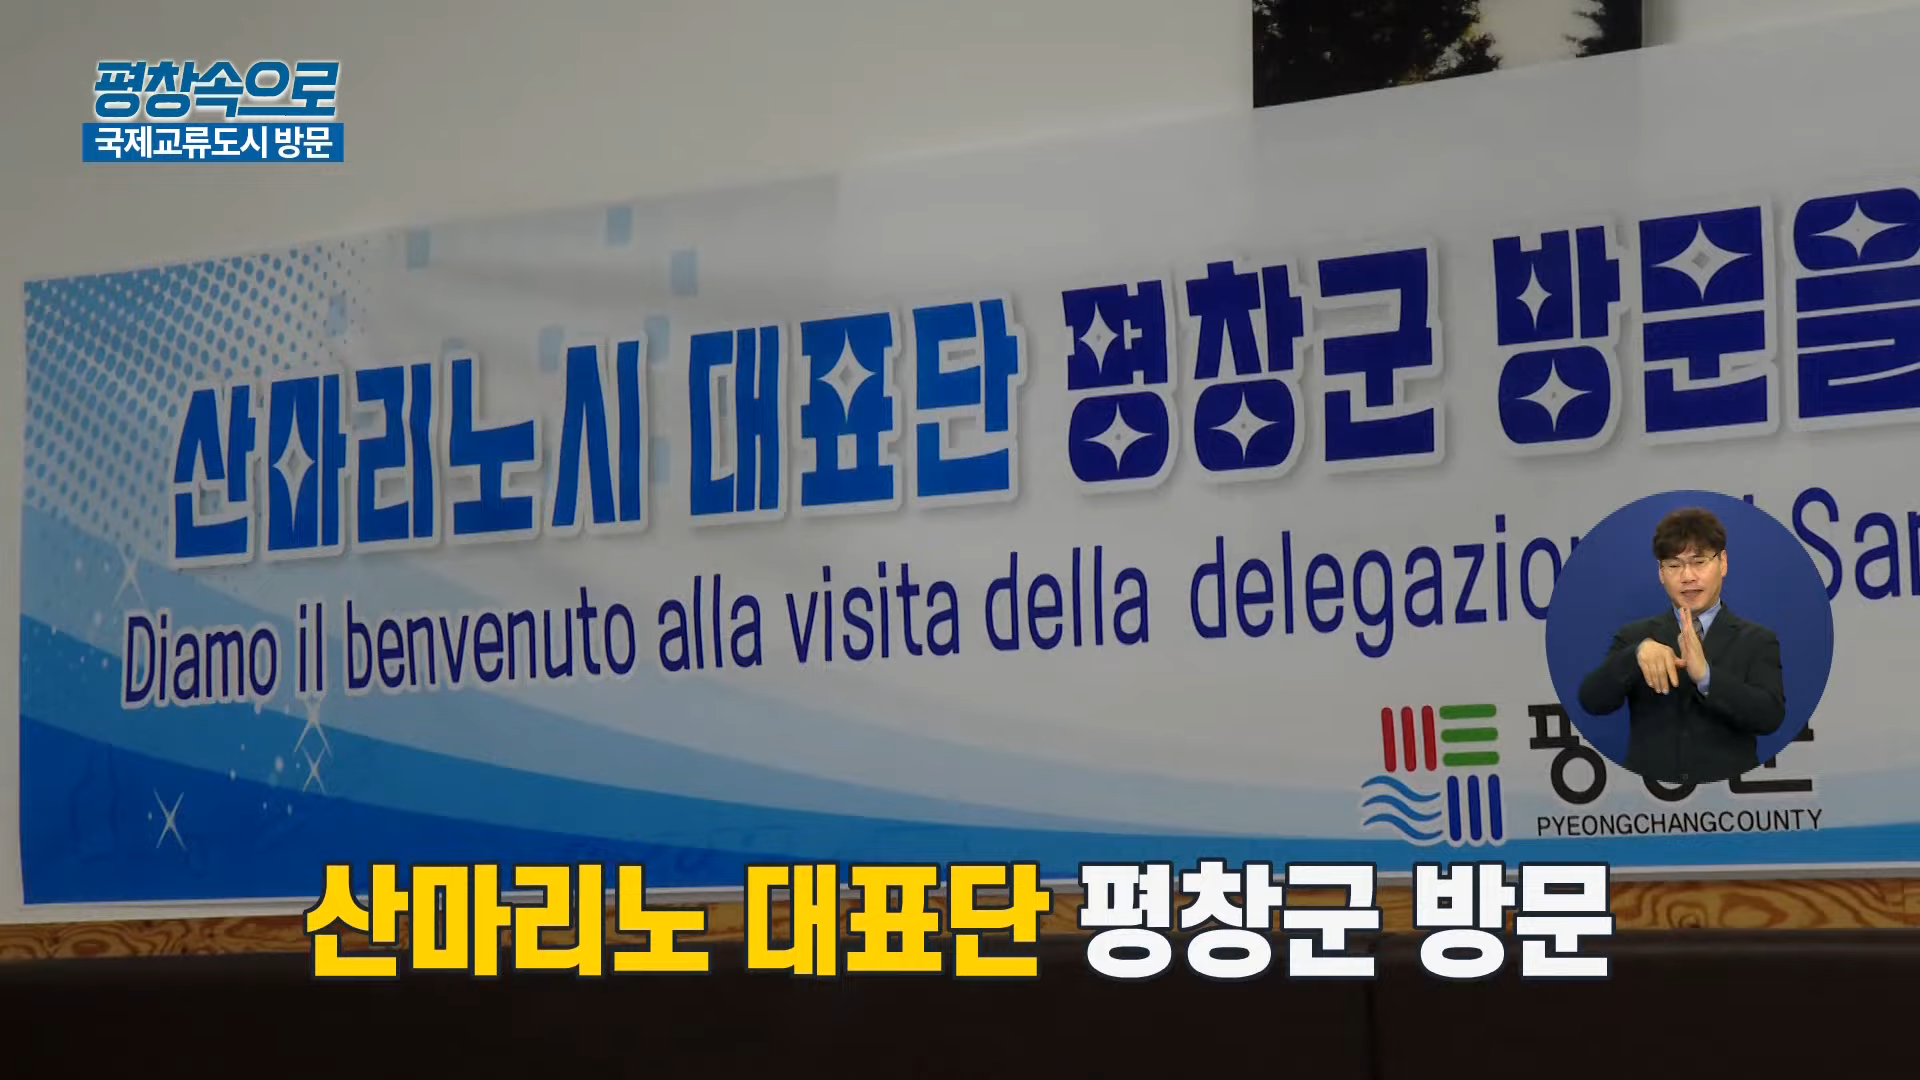 평창속으로
국제교류도시 방문
산마리노시 대표단 평창군 방문을
Diamo il benvenuto alla visita della delegazio San
PYEONGCHANGCOUNTY
산마리노 대표단 평창군 방문